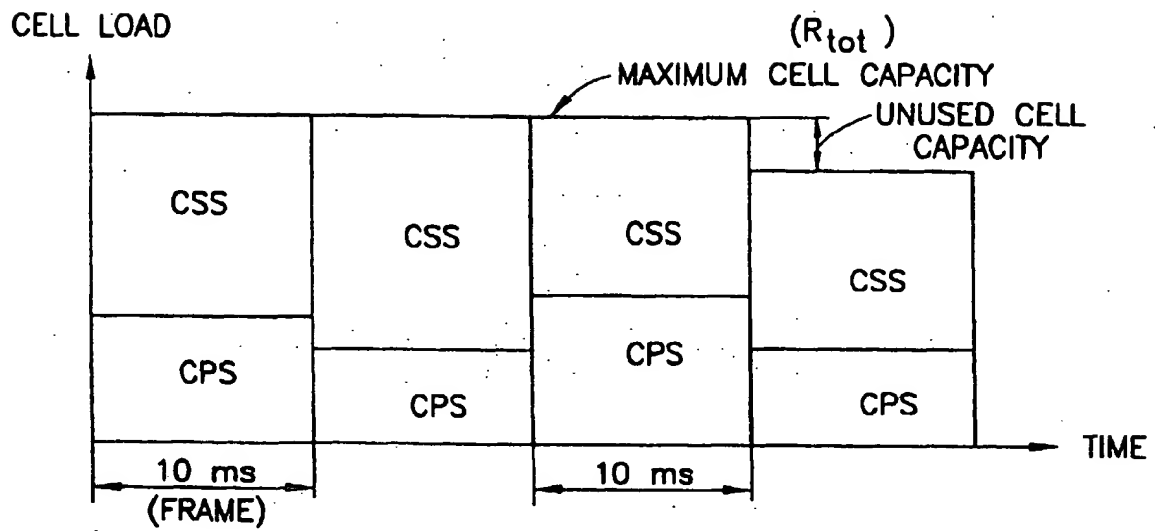 CELL LOAD
(Rtot)
MAXIMUM CELL CAPACITY
UNUSED CELL
CAPACITY
CSS
CSS
CSS
CSS
CPS
CPS
CPS
CPS
TIME
10 ms
(FRAME)
10 ms